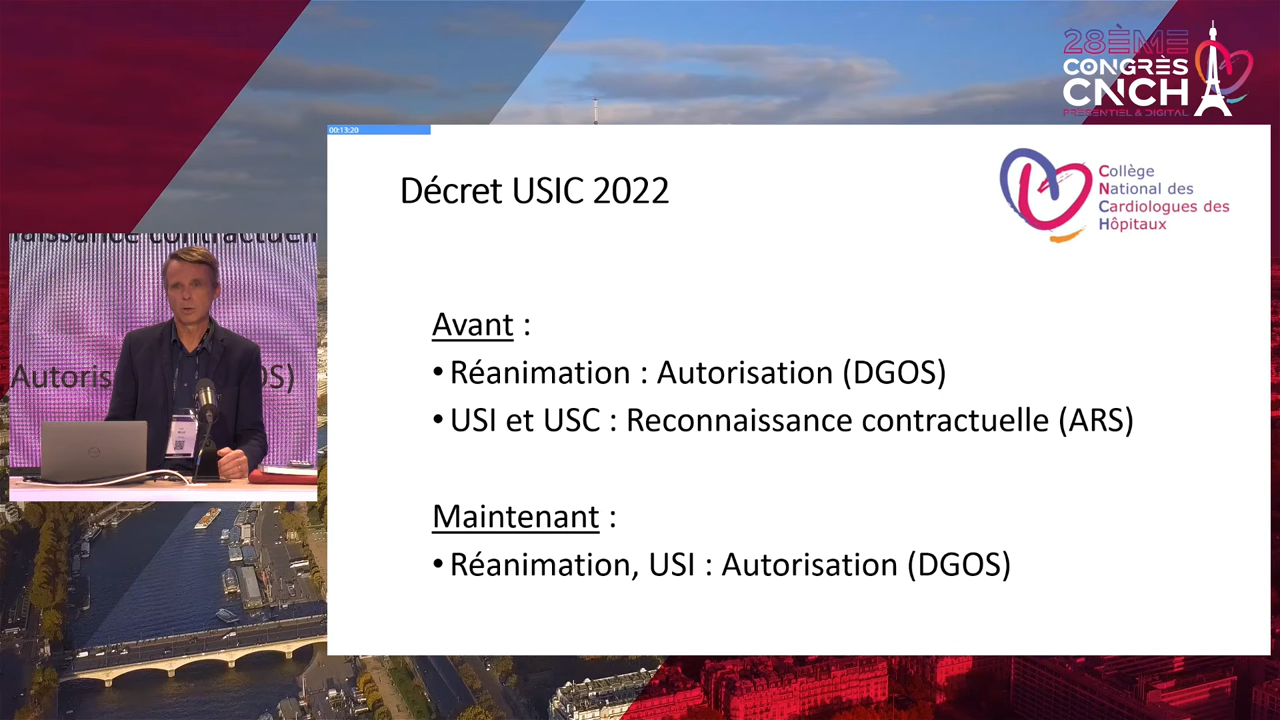 28ÈME
CONGRÈS
CNCH
PRÉSENTIEL & DIGITAL
00:13:20
Décret USIC 2022
Collège
National des
Cardiologues des
Hôpitaux
Avant :
• Réanimation : Autorisation (DGOS)
• USI et USC : Reconnaissance contractuelle (ARS)
Maintenant :
• Réanimation, USI : Autorisation (DGOS)